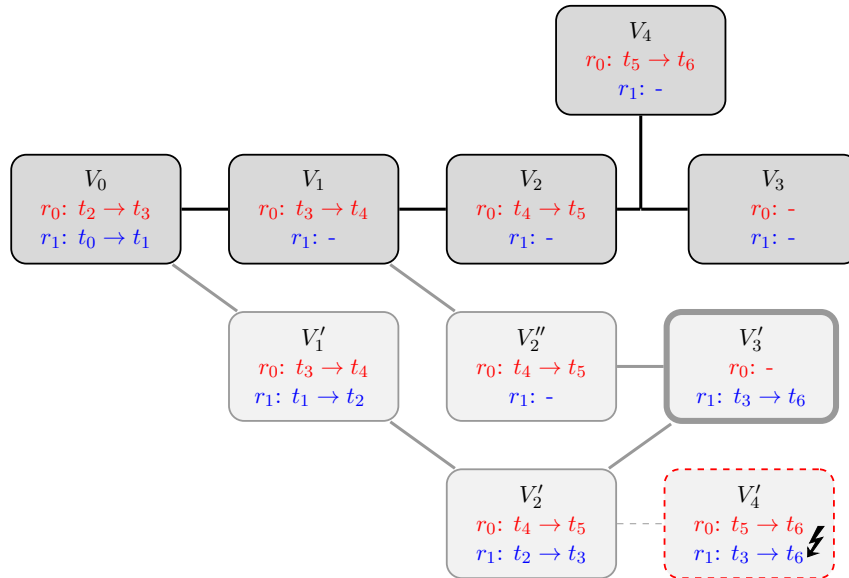 V₄
r₀: t₅ → t₆
r₁: -
V₀
r₀: t₂ → t₃
r₁: t₀ → t₁
V₁
r₀: t₃ → t₄
r₁: -
V₂
r₀: t₄ → t₅
r₁: -
V₃
r₀: -
r₁: -
V₁′
r₀: t₃ → t₄
r₁: t₁ → t₂
V₂″
r₀: t₄ → t₅
r₁: -
V₃′
r₀: -
r₁: t₃ → t₆
V₂′
r₀: t₄ → t₅
r₁: t₂ → t₃
V₄′
r₀: t₅ → t₆
r₁: t₃ → t₆